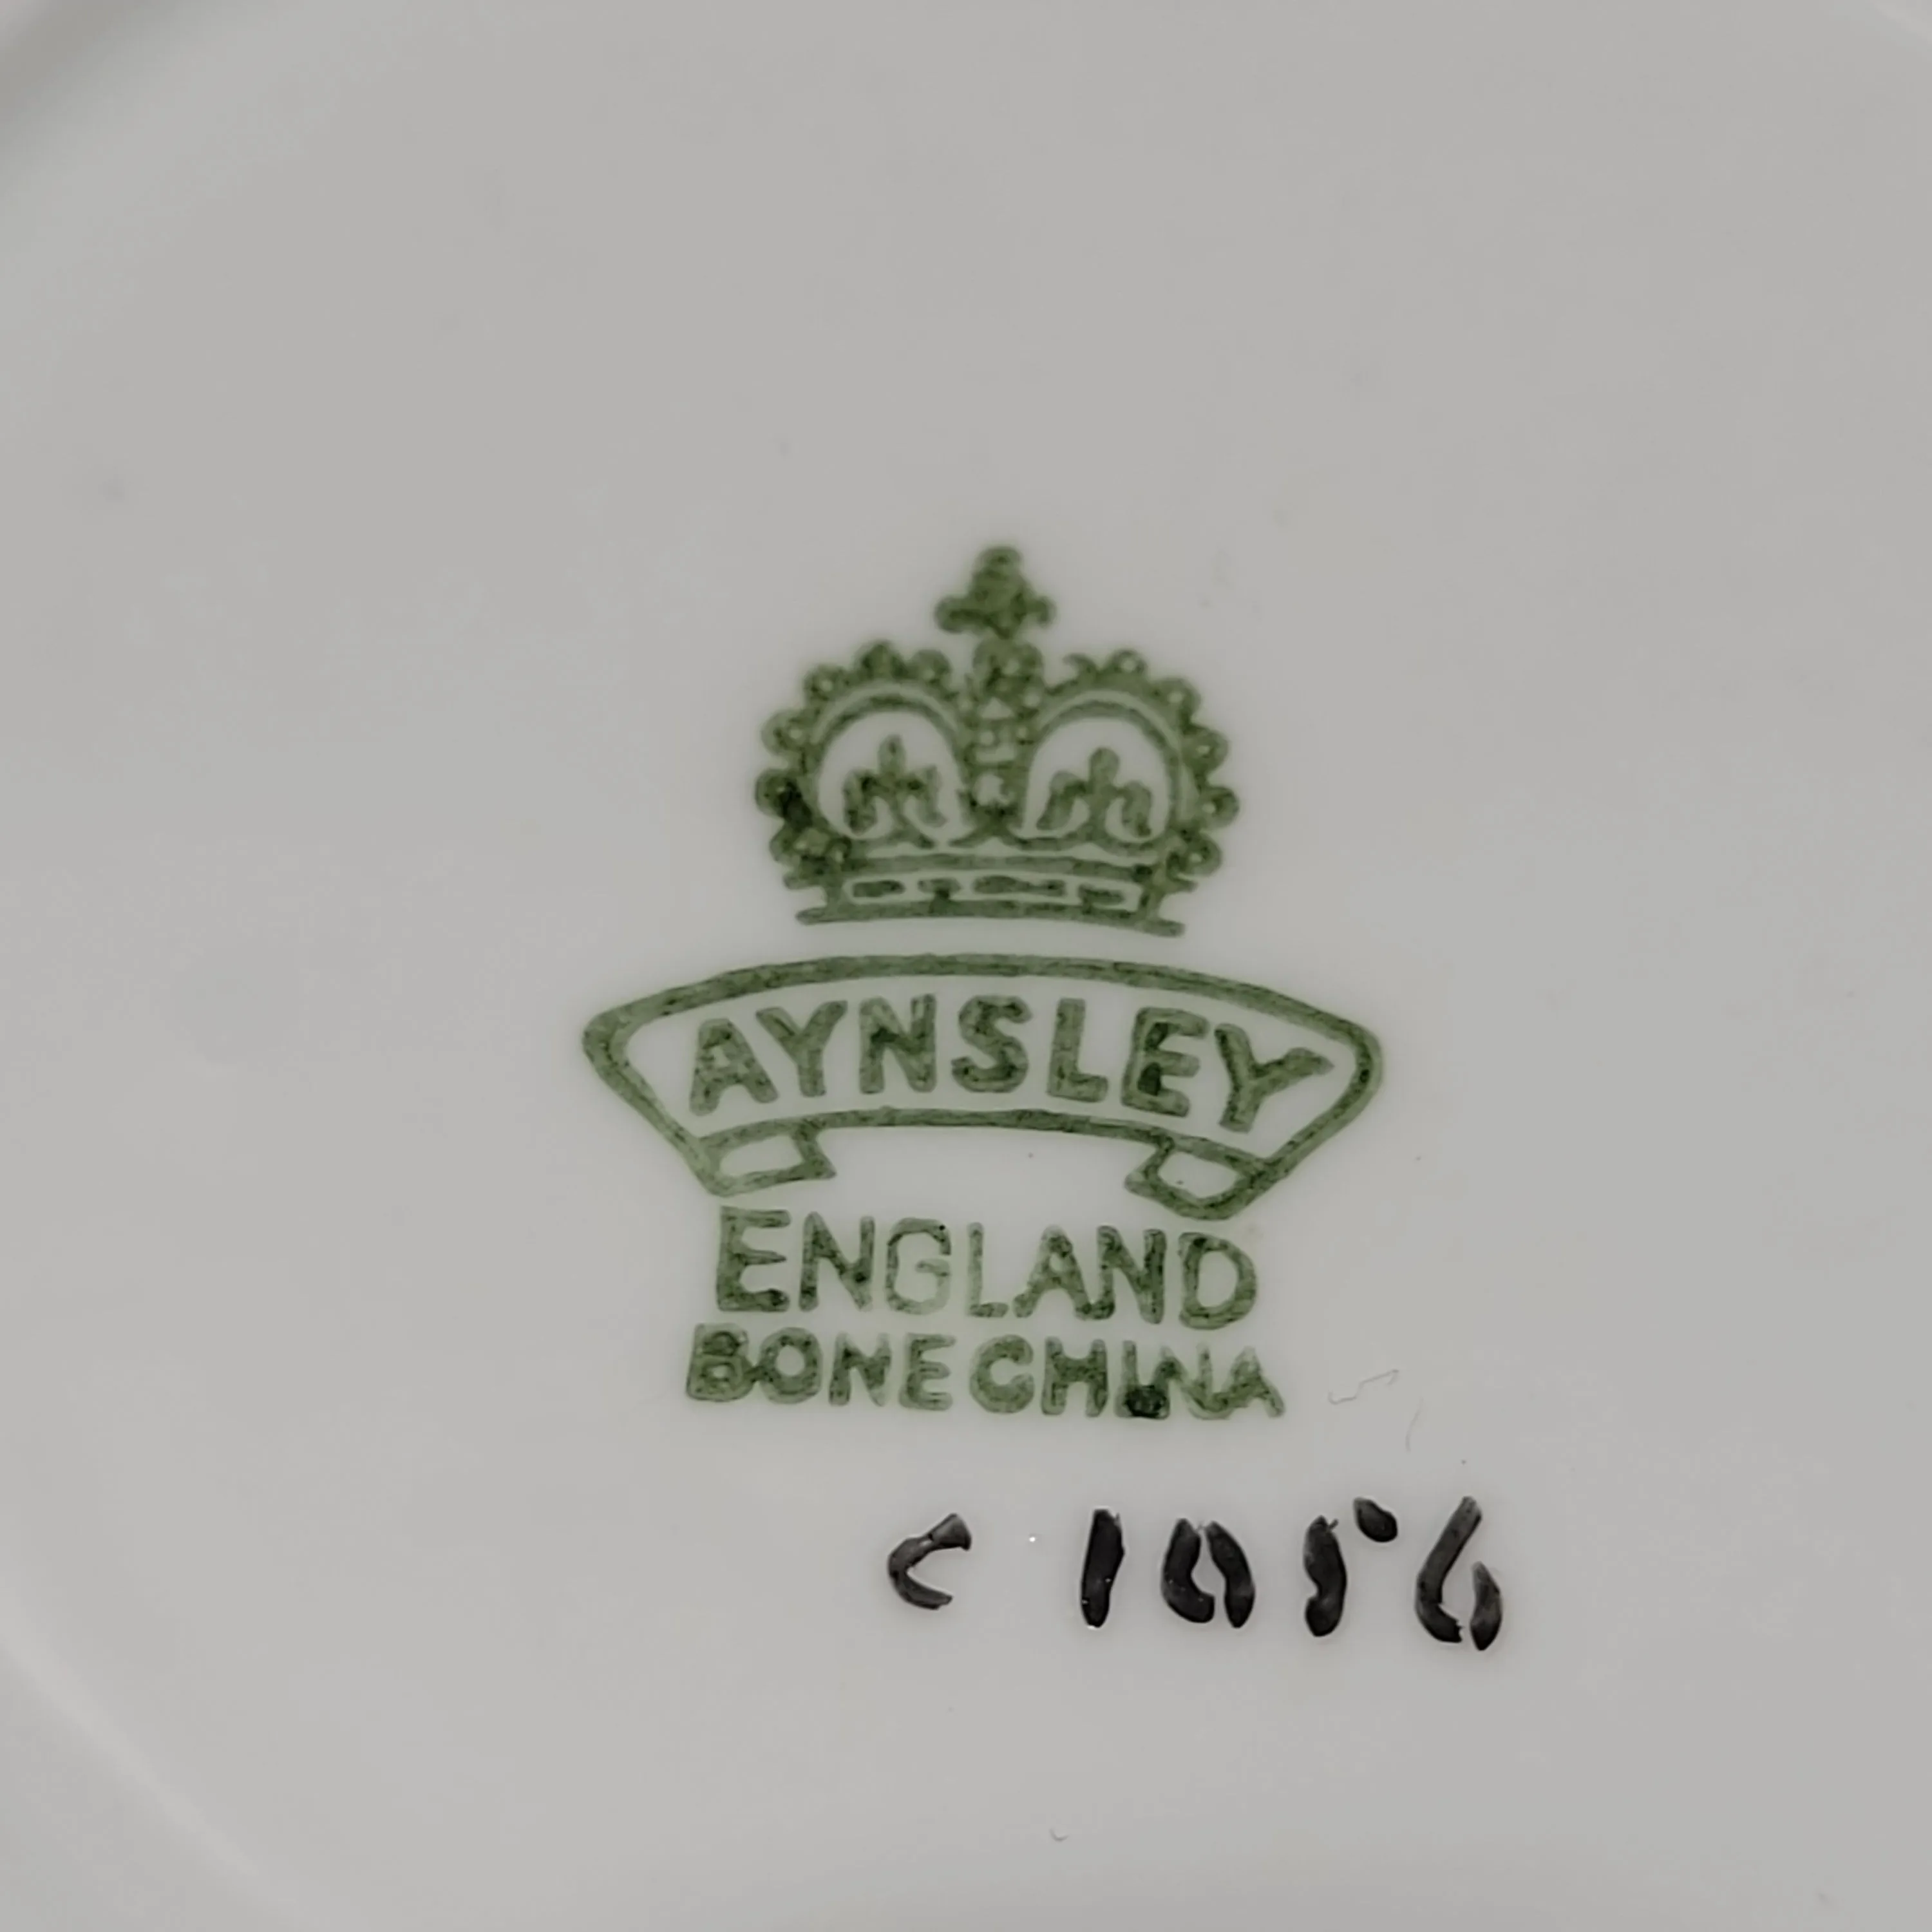 AYNSLEY
ENGLAND
BONE CHINA
C 1056